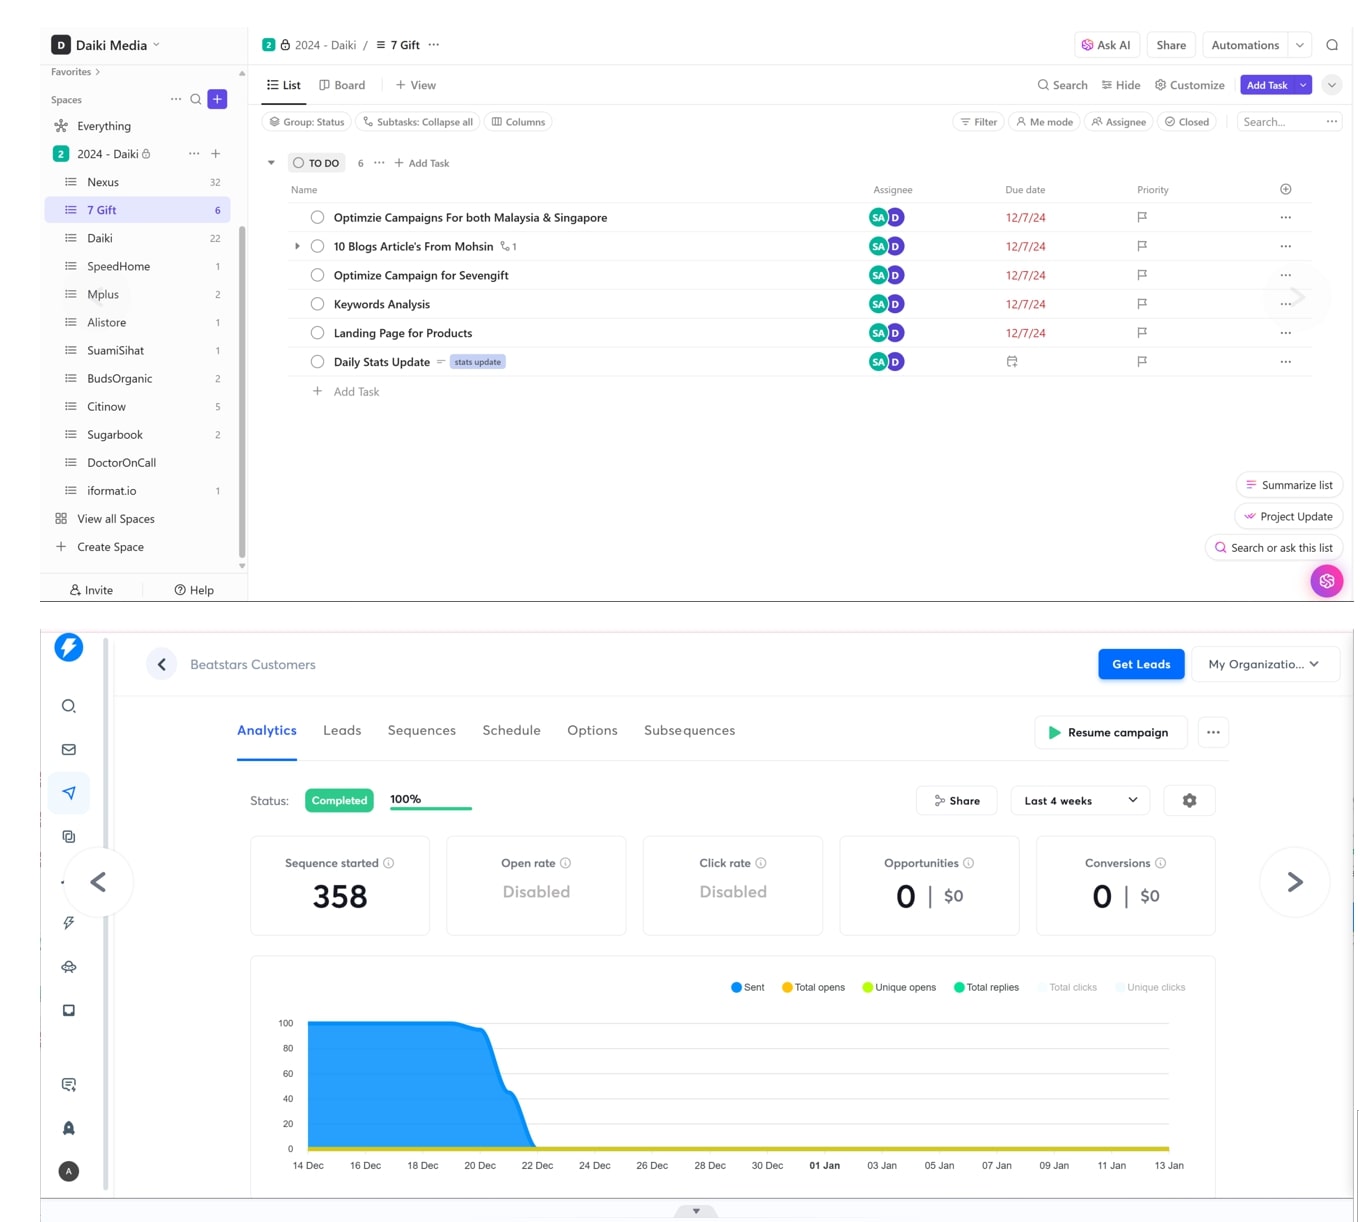 D Daiki Media
2 2024 - Daiki / 7 Gift ...
Ask AI Share Automations
Favorites >
Spaces
Everything
2 2024 - Daiki
Nexus 32
7 Gift 6
Daiki 22
SpeedHome 1
Mplus 2
Alistore 1
SuamiSihat 1
BudsOrganic 2
Citinow 5
Sugarbook 2
DoctorOnCall
iformat.io 1
View all Spaces
+ Create Space
Invite Help
List Board + View
Search Hide Customize Add Task
Group: Status Subtasks: Collapse all Columns
Filter Me mode Assignee Closed Search...
TO DO 6 ... + Add Task
Name Assignee Due date Priority
Optimzie Campaigns For both Malaysia & Singapore SA D 12/7/24
10 Blogs Article's From Mohsin 1 SA D 12/7/24
Optimize Campaign for Sevengift SA D 12/7/24
Keywords Analysis SA D 12/7/24
Landing Page for Products SA D 12/7/24
Daily Stats Update stats update SA D
+ Add Task
Summarize list
Project Update
Search or ask this list
Beatstars Customers
Get Leads My Organizatio...
Analytics Leads Sequences Schedule Options Subsequences
Resume campaign ...
Status: Completed 100%
Share Last 4 weeks
Sequence started
358
Open rate
Disabled
Click rate
Disabled
Opportunities
0 | $0
Conversions
0 | $0
Sent Total opens Unique opens Total replies Total clicks Unique clicks
100
80
60
40
20
0
14 Dec 16 Dec 18 Dec 20 Dec 22 Dec 24 Dec 26 Dec 28 Dec 30 Dec 01 Jan 03 Jan 05 Jan 07 Jan 09 Jan 11 Jan 13 Jan
A